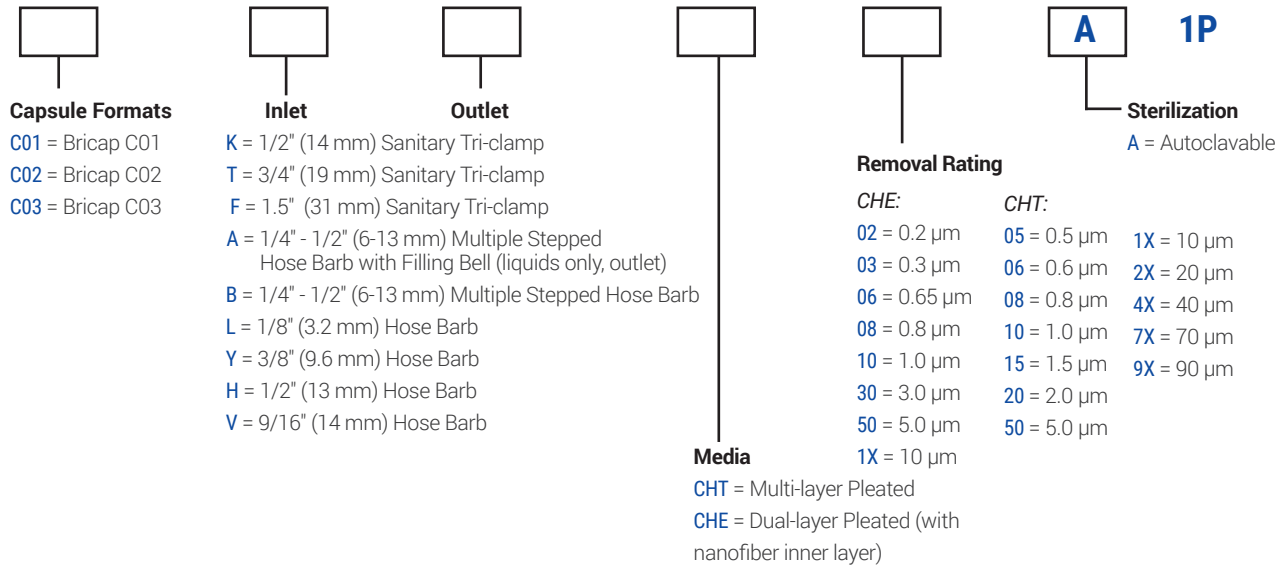 A 1P
Capsule Formats
C01 = Bricap C01
C02 = Bricap C02
C03 = Bricap C03
Inlet Outlet
K = 1/2" (14 mm) Sanitary Tri-clamp
T = 3/4" (19 mm) Sanitary Tri-clamp
F = 1.5" (31 mm) Sanitary Tri-clamp
A = 1/4" - 1/2" (6-13 mm) Multiple Stepped
Hose Barb with Filling Bell (liquids only, outlet)
B = 1/4" - 1/2" (6-13 mm) Multiple Stepped Hose Barb
L = 1/8" (3.2 mm) Hose Barb
Y = 3/8" (9.6 mm) Hose Barb
H = 1/2" (13 mm) Hose Barb
V = 9/16" (14 mm) Hose Barb
Media
CHT = Multi-layer Pleated
CHE = Dual-layer Pleated (with
nanofiber inner layer)
Removal Rating
CHE:
02 = 0.2 μm
03 = 0.3 μm
06 = 0.65 μm
08 = 0.8 μm
10 = 1.0 μm
30 = 3.0 μm
50 = 5.0 μm
1X = 10 μm
CHT:
05 = 0.5 μm
06 = 0.6 μm
08 = 0.8 μm
10 = 1.0 μm
15 = 1.5 μm
20 = 2.0 μm
50 = 5.0 μm
1X = 10 μm
2X = 20 μm
4X = 40 μm
7X = 70 μm
9X = 90 μm
Sterilization
A = Autoclavable